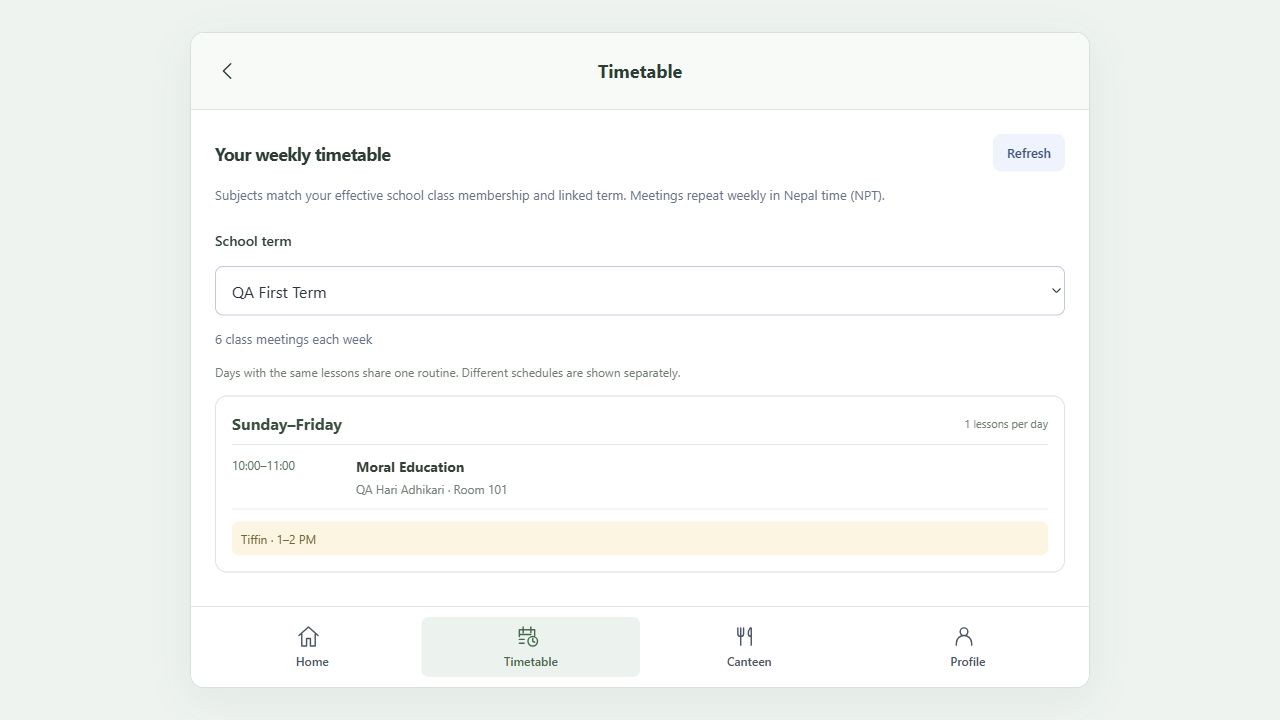 Timetable
Your weekly timetable
Refresh
Subjects match your effective school class membership and linked term. Meetings repeat weekly in Nepal time (NPT).
School term
QA First Term
6 class meetings each week
Days with the same lessons share one routine. Different schedules are shown separately.
Sunday–Friday
1 lessons per day
10:00–11:00
Moral Education
QA Hari Adhikari · Room 101
Tiffin · 1–2 PM
Home
Timetable
Canteen
Profile